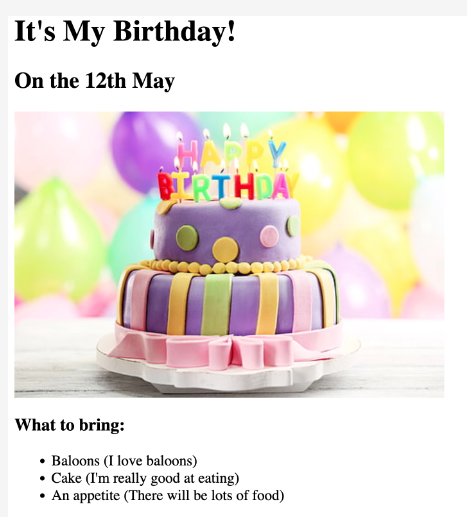 It's My Birthday!
On the 12th May
HAPPY
BIRTHDAY
What to bring:
Baloons (I love baloons)
Cake (I'm really good at eating)
An appetite (There will be lots of food)